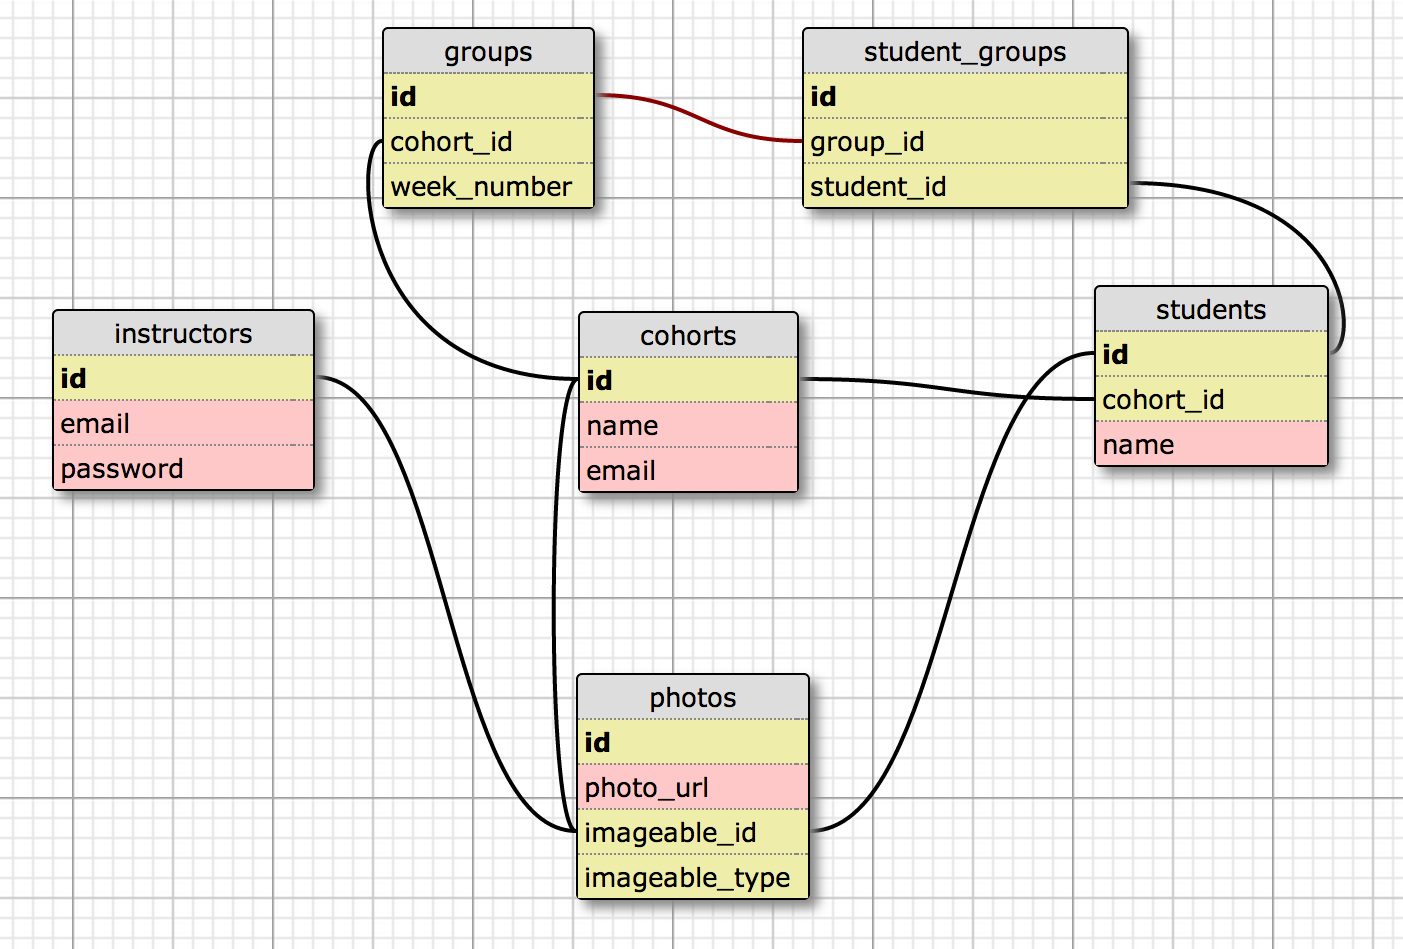 groups
id
cohort_id
week_number
student_groups
id
group_id
student_id
instructors
id
email
password
cohorts
id
name
email
students
id
cohort_id
name
photos
id
photo_url
imageable_id
imageable_type